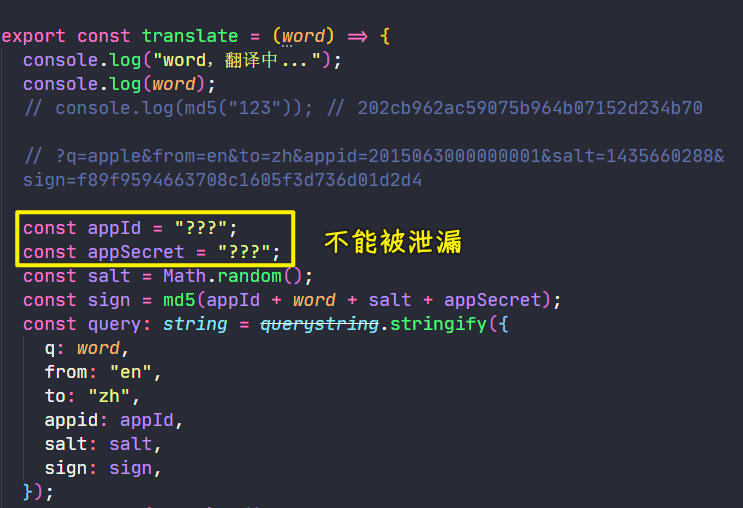 export const translate = (word) => {
console.log("word，翻译中...");
console.log(word);
// console.log(md5("123")); // 202cb962ac59075b964b07152d234b70
// ?q=apple&from=en&to=zh&appid=2015063000000001&salt=1435660288&
sign=f89f9594663708c1605f3d736d01d2d4
const appId = "???";
const appSecret = "???";
不能被泄漏
const salt = Math.random();
const sign = md5(appId + word + salt + appSecret);
const query: string = querystring.stringify({
q: word,
from: "en",
to: "zh",
appid: appId,
salt: salt,
sign: sign,
});